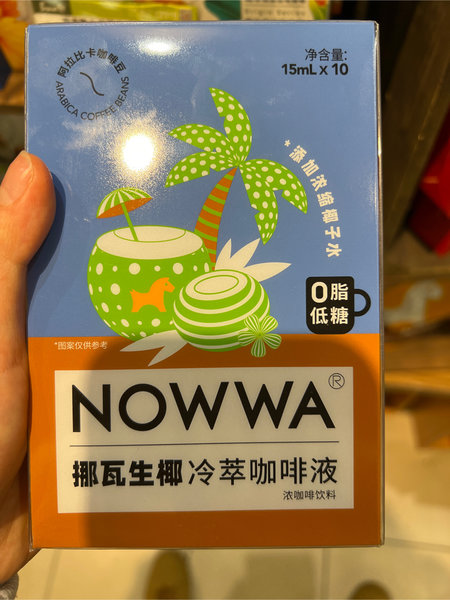 阿拉比卡咖啡豆
ARABICA COFFEE BEANS
净含量:
15mL x 10
*添加浓缩椰子水
0脂
低糖
*图案仅供参考
NOWWA®
挪瓦生椰冷萃咖啡液
浓咖啡饮料